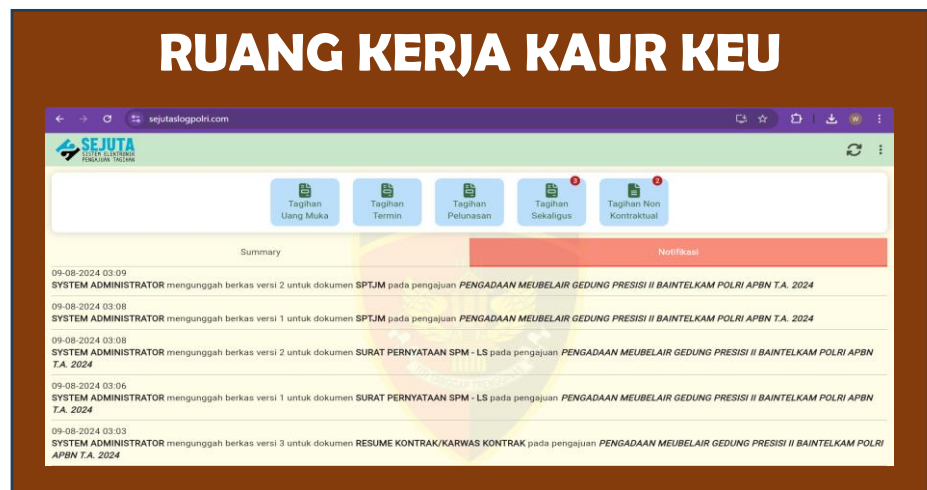 RUANG KERJA KAUR KEU
sejutaslogpolri.com
W
SEJUTA
SISTEM ELEKTRONIK
PENGAJUAN TAGIHAN
Tagihan
Uang Muka
Tagihan
Termin
Tagihan
Pelunasan
3
Tagihan
Sekaligus
2
Tagihan Non
Kontraktual
Summary
Notifikasi
09-08-2024 03:09
SYSTEM ADMINISTRATOR mengunggah berkas versi 2 untuk dokumen SPTJM pada pengajuan PENGADAAN MEUBELAIR GEDUNG PRESISI II BAINTELKAM POLRI APBN T.A. 2024
09-08-2024 03:08
SYSTEM ADMINISTRATOR mengunggah berkas versi 1 untuk dokumen SPTJM pada pengajuan PENGADAAN MEUBELAIR GEDUNG PRESISI II BAINTELKAM POLRI APBN T.A. 2024
09-08-2024 03:08
SYSTEM ADMINISTRATOR mengunggah berkas versi 2 untuk dokumen SURAT PERNYATAAN SPM - LS pada pengajuan PENGADAAN MEUBELAIR GEDUNG PRESISI II BAINTELKAM POLRI APBN
T.A. 2024
09-08-2024 03:06
SYSTEM ADMINISTRATOR mengunggah berkas versi 1 untuk dokumen SURAT PERNYATAAN SPM - LS pada pengajuan PENGADAAN MEUBELAIR GEDUNG PRESISI II BAINTELKAM POLRI APBN
T.A. 2024
09-08-2024 03:03
SYSTEM ADMINISTRATOR mengunggah berkas versi 3 untuk dokumen RESUME KONTRAK/KARWAS KONTRAK pada pengajuan PENGADAAN MEUBELAIR GEDUNG PRESISI II BAINTELKAM POLRI
APBN T.A. 2024